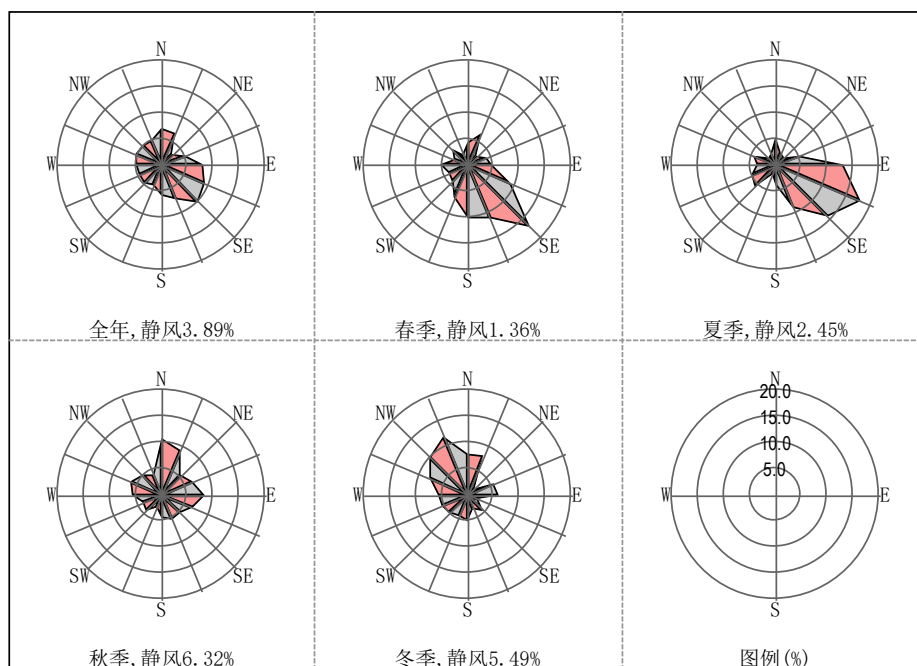 N
NW NE
W E
SW SE
S
全年,静风3.89%
N
NW NE
W E
SW SE
S
春季,静风1.36%
N
NW NE
W E
SW SE
S
夏季,静风2.45%
N
NW NE
W E
SW SE
S
秋季,静风6.32%
N
NW NE
W E
SW SE
S
冬季,静风5.49%
N
20.0
15.0
10.0
5.0
W E
S
图例(%)